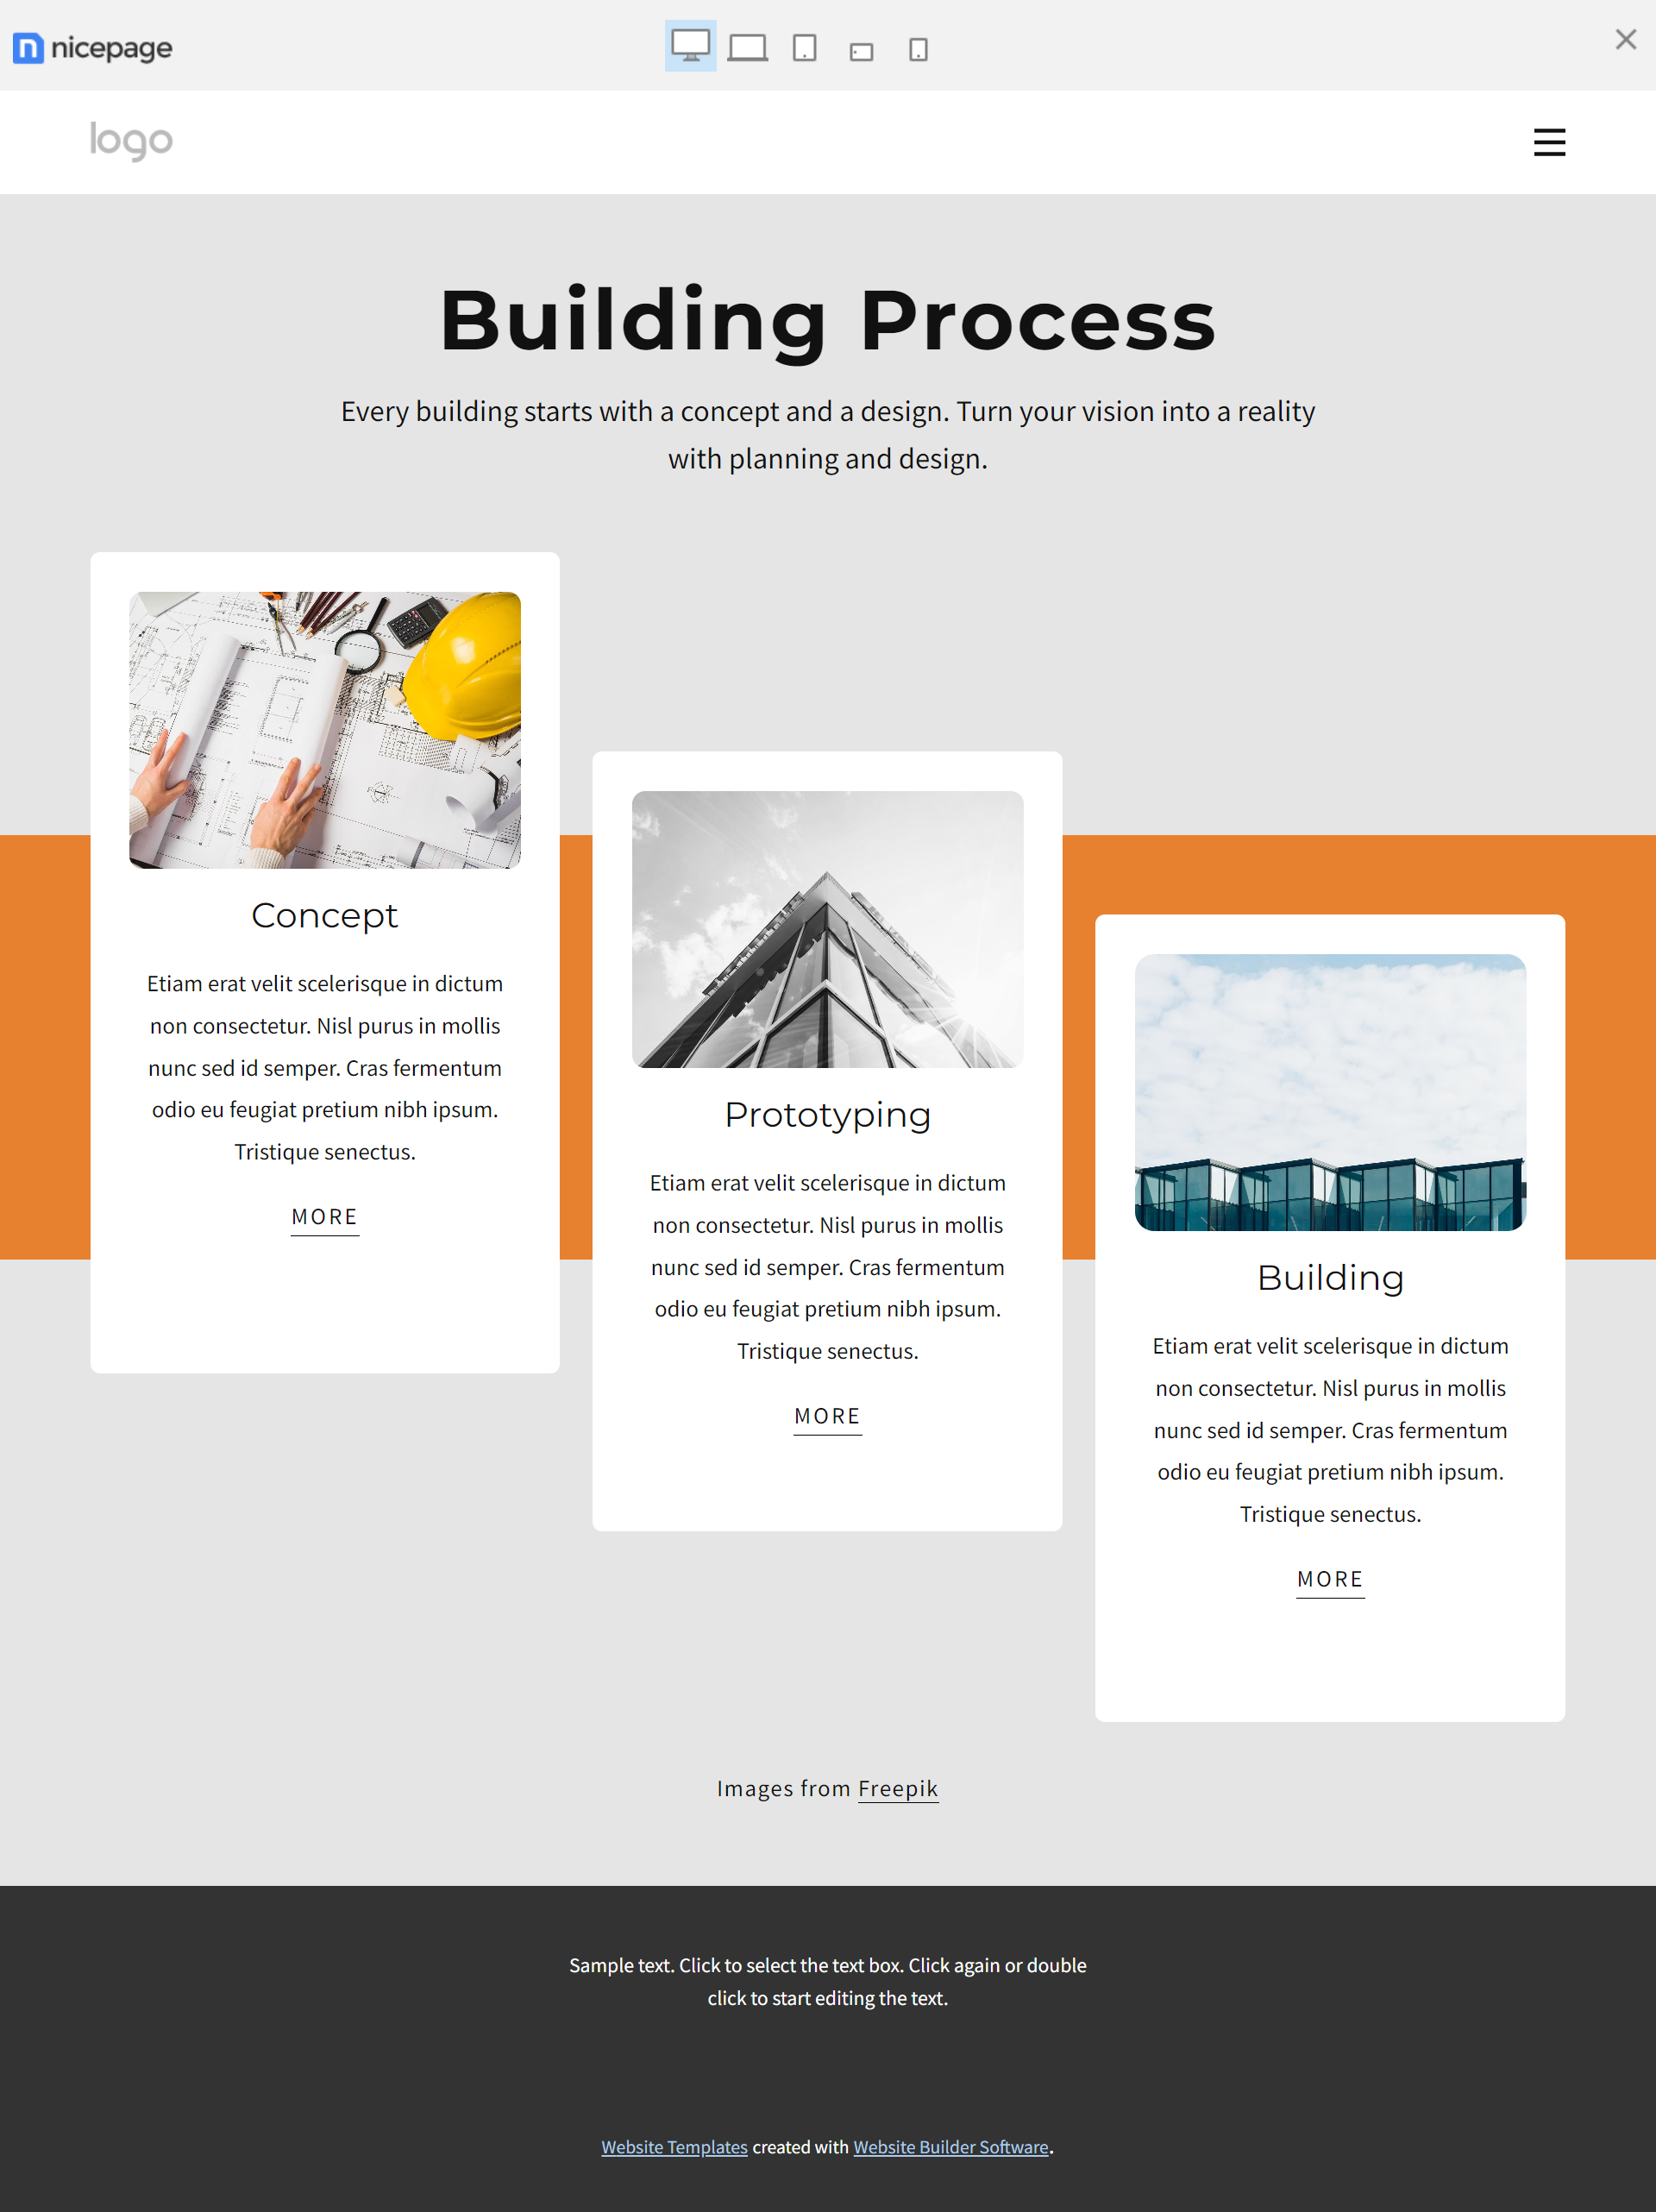 nicepage
logo
Building Process
Every building starts with a concept and a design. Turn your vision into a reality
with planning and design.
Concept
Etiam erat velit scelerisque in dictum
non consectetur. Nisl purus in mollis
nunc sed id semper. Cras fermentum
odio eu feugiat pretium nibh ipsum.
Tristique senectus.
MORE
Prototyping
Etiam erat velit scelerisque in dictum
non consectetur. Nisl purus in mollis
nunc sed id semper. Cras fermentum
odio eu feugiat pretium nibh ipsum.
Tristique senectus.
MORE
Building
Etiam erat velit scelerisque in dictum
non consectetur. Nisl purus in mollis
nunc sed id semper. Cras fermentum
odio eu feugiat pretium nibh ipsum.
Tristique senectus.
MORE
Images from Freepik
Sample text. Click to select the text box. Click again or double
click to start editing the text.
Website Templates created with Website Builder Software.